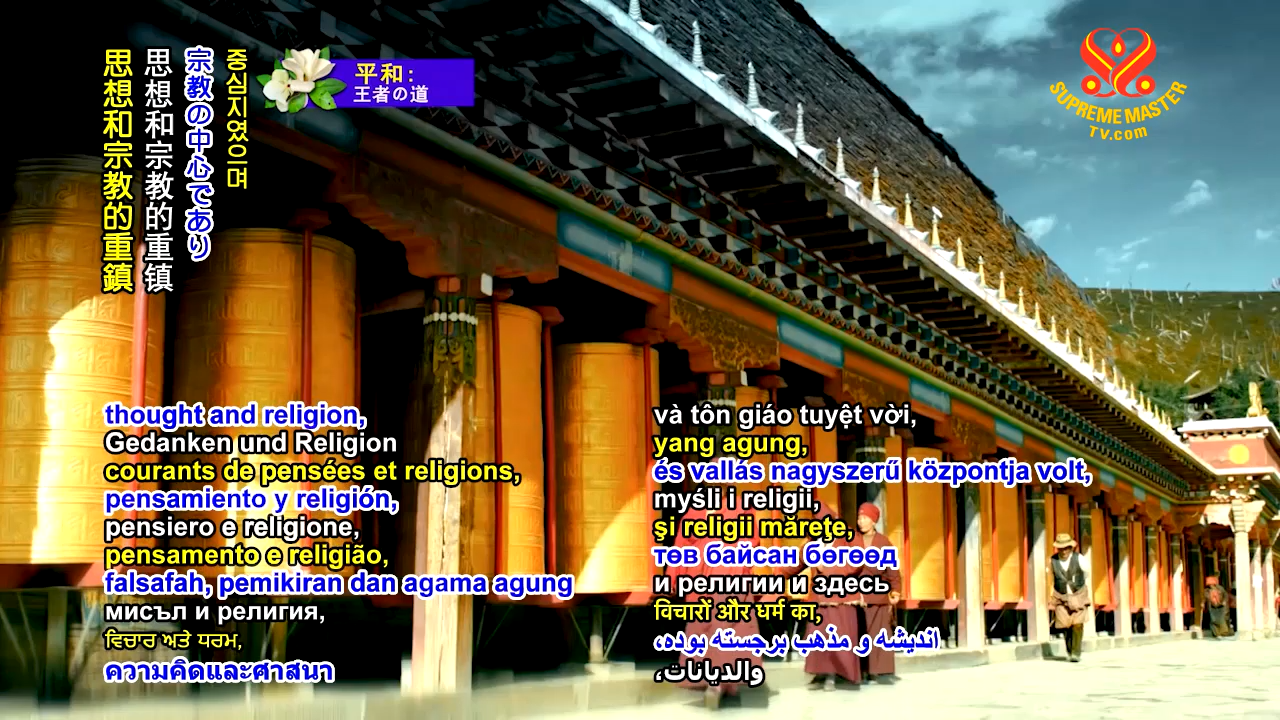 중심지였으며
宗教の中心であり
思想和宗教的重镇
思想和宗教的重鎮
平和:
王者の道
SUPREME MASTER
TV.com
thought and religion,
Gedanken und Religion
courants de pensées et religions,
pensamiento y religión,
pensiero e religione,
pensamento e religião,
falsafah, pemikiran dan agama agung
мисъл и религия,
ਵਿਚਾਰ ਅਤੇ ਧਰਮ,
ความคิดและศาสนา
và tôn giáo tuyệt vời,
yang agung,
és vallás nagyszerű központja volt,
myśli i religii,
şi religii măreţe,
төв байсан бөгөөд
и религии и здесь
विचारों और धर्म का,
اندیشه و مذهب برجسته بوده،
والديانات،